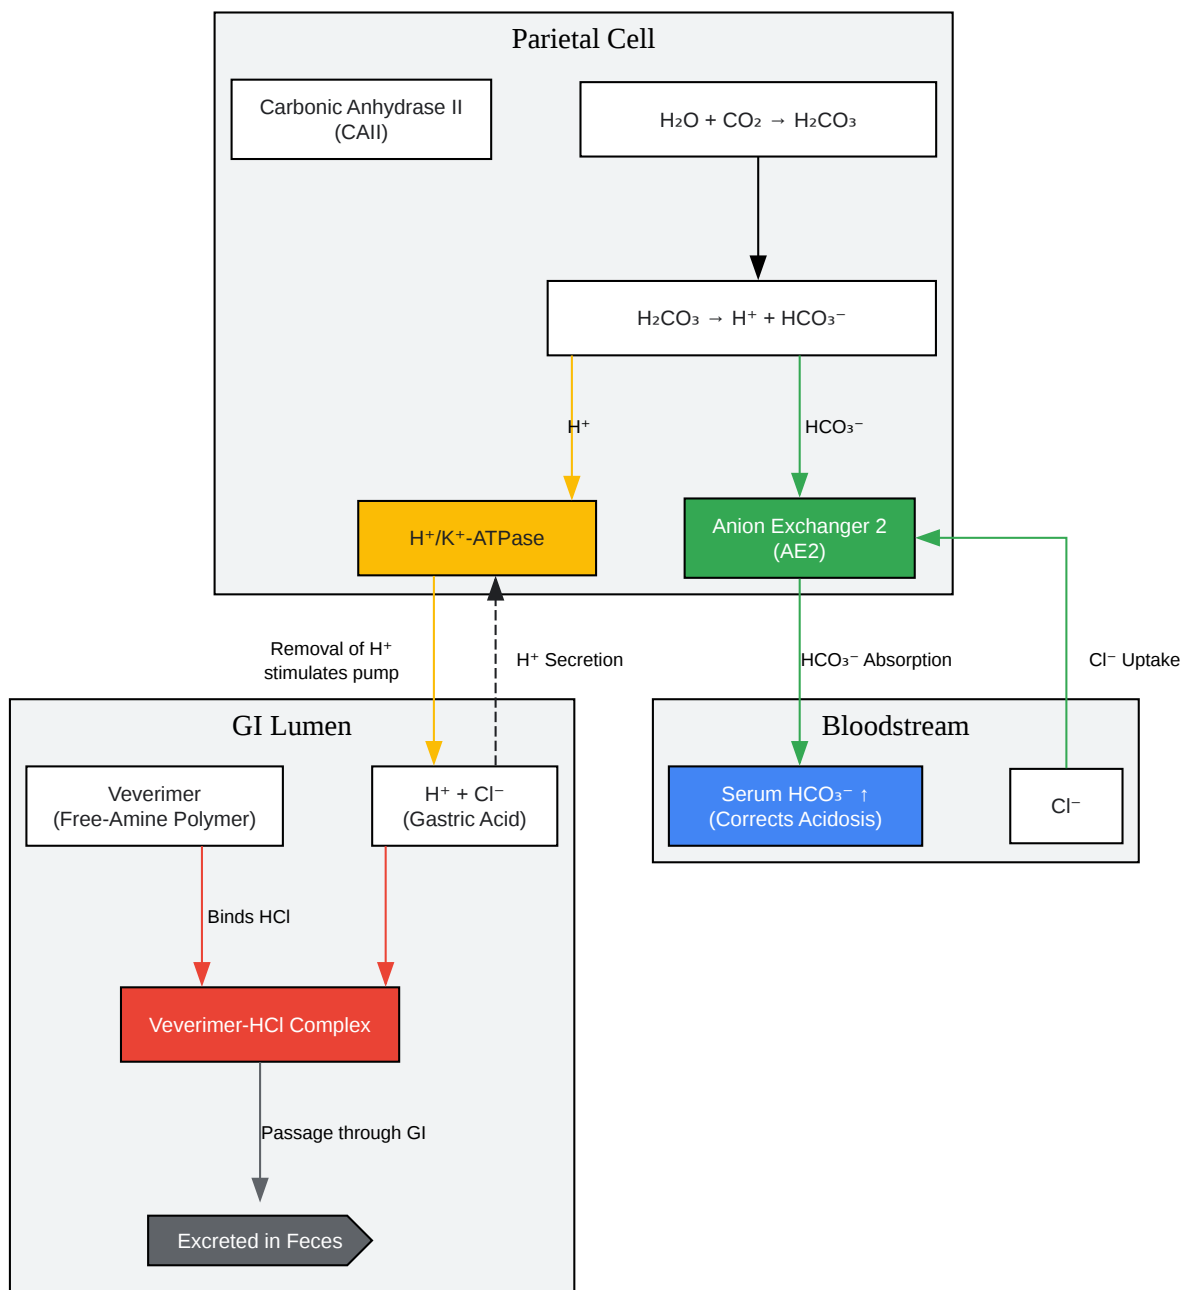 Parietal Cell
Carbonic Anhydrase II
(CAII)
H₂O + CO₂ → H₂CO₃
H₂CO₃ → H⁺ + HCO₃⁻
H⁺
HCO₃⁻
H⁺/K⁺-ATPase
Anion Exchanger 2
(AE2)
Removal of H⁺
stimulates pump
H⁺ Secretion
HCO₃⁻ Absorption
Cl⁻ Uptake
GI Lumen
Veverimer
(Free-Amine Polymer)
H⁺ + Cl⁻
(Gastric Acid)
Bloodstream
Serum HCO₃⁻ ↑
(Corrects Acidosis)
Cl⁻
Binds HCl
Veverimer-HCl Complex
Passage through GI
Excreted in Feces